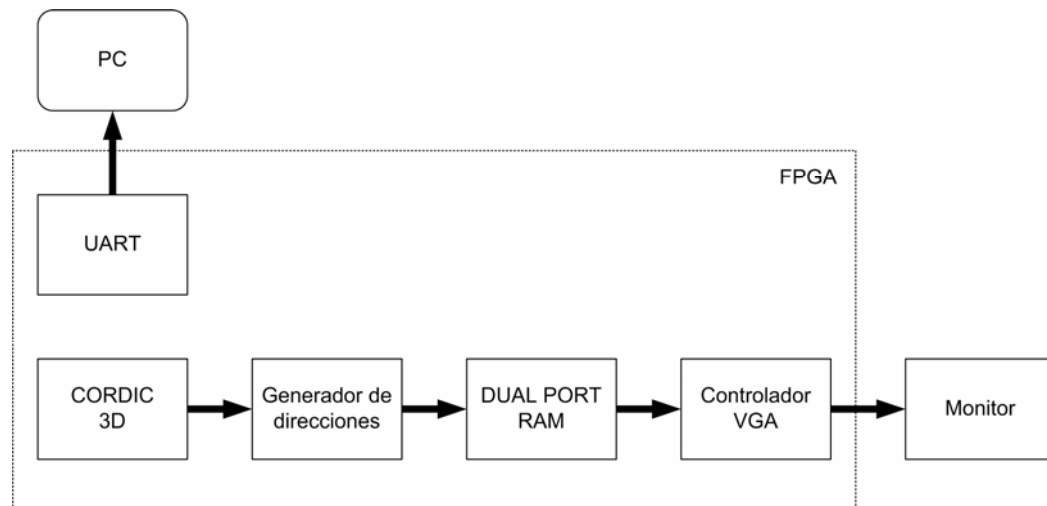 PC
FPGA
UART
CORDIC
3D
Generador de
direcciones
DUAL PORT
RAM
Controlador
VGA
Monitor